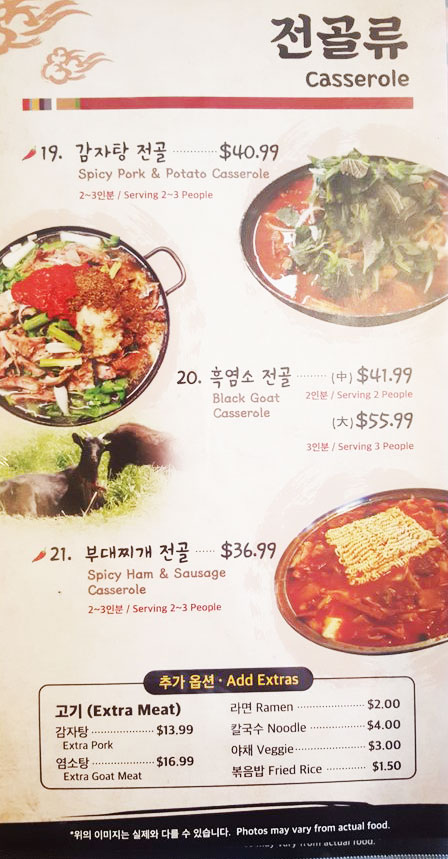 전골류
Casserole
19. 감자탕 전골 ············ $40.99
Spicy Pork & Potato Casserole
2~3인분 / Serving 2~3 People
20. 흑염소 전골 ········ (中) $41.99
Black Goat
Casserole
2인분 / Serving 2 People
(大) $55.99
3인분 / Serving 3 People
21. 부대찌개 전골 ······ $36.99
Spicy Ham & Sausage
Casserole
2~3인분 / Serving 2~3 People
추가 옵션 · Add Extras
고기 (Extra Meat)
감자탕 ·················· $13.99
Extra Pork
염소탕 ·················· $16.99
Extra Goat Meat
라면 Ramen ·················· $2.00
칼국수 Noodle ················ $4.00
야채 Veggie ·················· $3.00
볶음밥 Fried Rice ············ $1.50
*위의 이미지는 실제와 다를 수 있습니다. Photos may vary from actual food.
may vary from actual food.